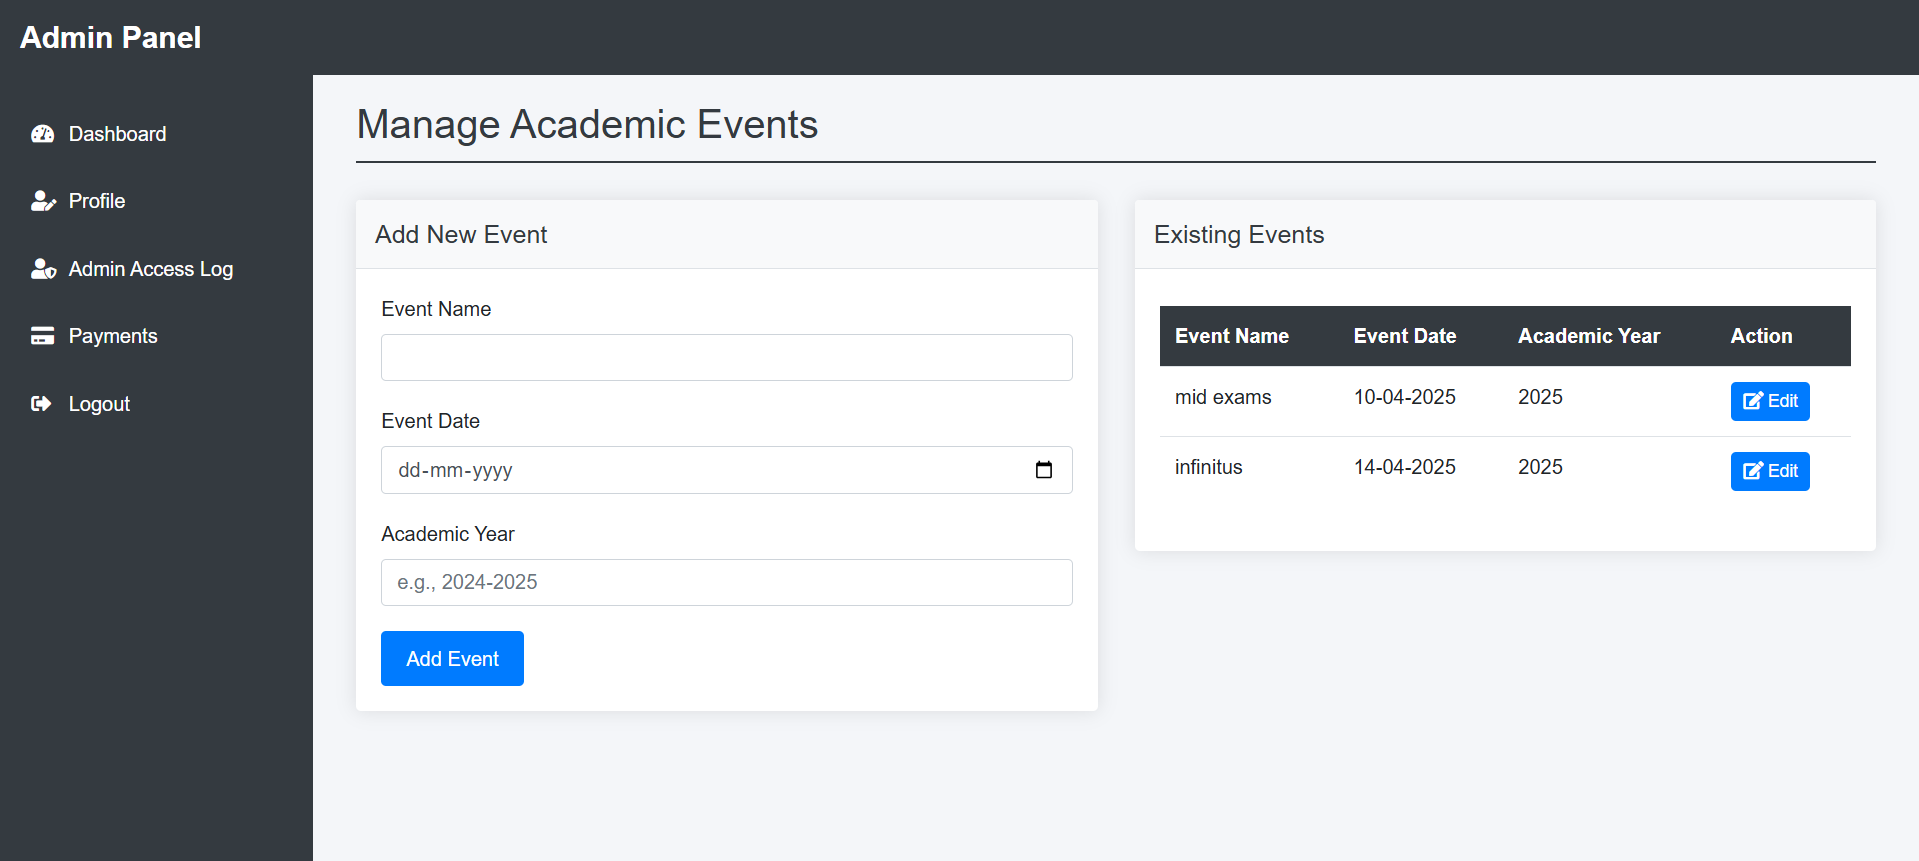 Admin Panel
Dashboard
Profile
Admin Access Log
Payments
Logout
Manage Academic Events
Add New Event
Event Name
Event Date
dd-mm-yyyy
Academic Year
e.g., 2024-2025
Add Event
Existing Events
Event Name Event Date Academic Year Action
mid exams 10-04-2025 2025 Edit
infinitus 14-04-2025 2025 Edit